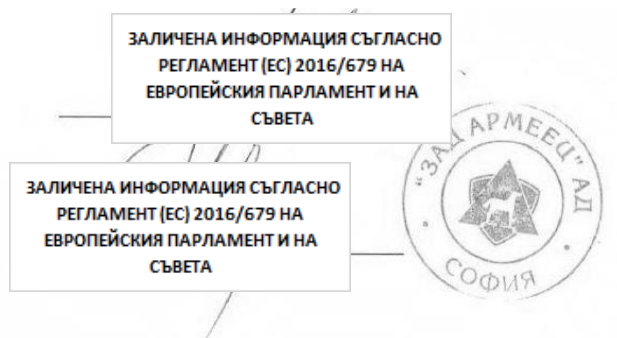 ЗАЛИЧЕНА ИНФОРМАЦИЯ СЪГЛАСНО
РЕГЛАМЕНТ (ЕС) 2016/679 НА
ЕВРОПЕЙСКИЯ ПАРЛАМЕНТ И НА
СЪВЕТА
ЗАЛИЧЕНА ИНФОРМАЦИЯ СЪГЛАСНО
РЕГЛАМЕНТ (ЕС) 2016/679 НА
ЕВРОПЕЙСКИЯ ПАРЛАМЕНТ И НА
СЪВЕТА
"ЗАД АРМЕЕЦ" АД
СОФИЯ